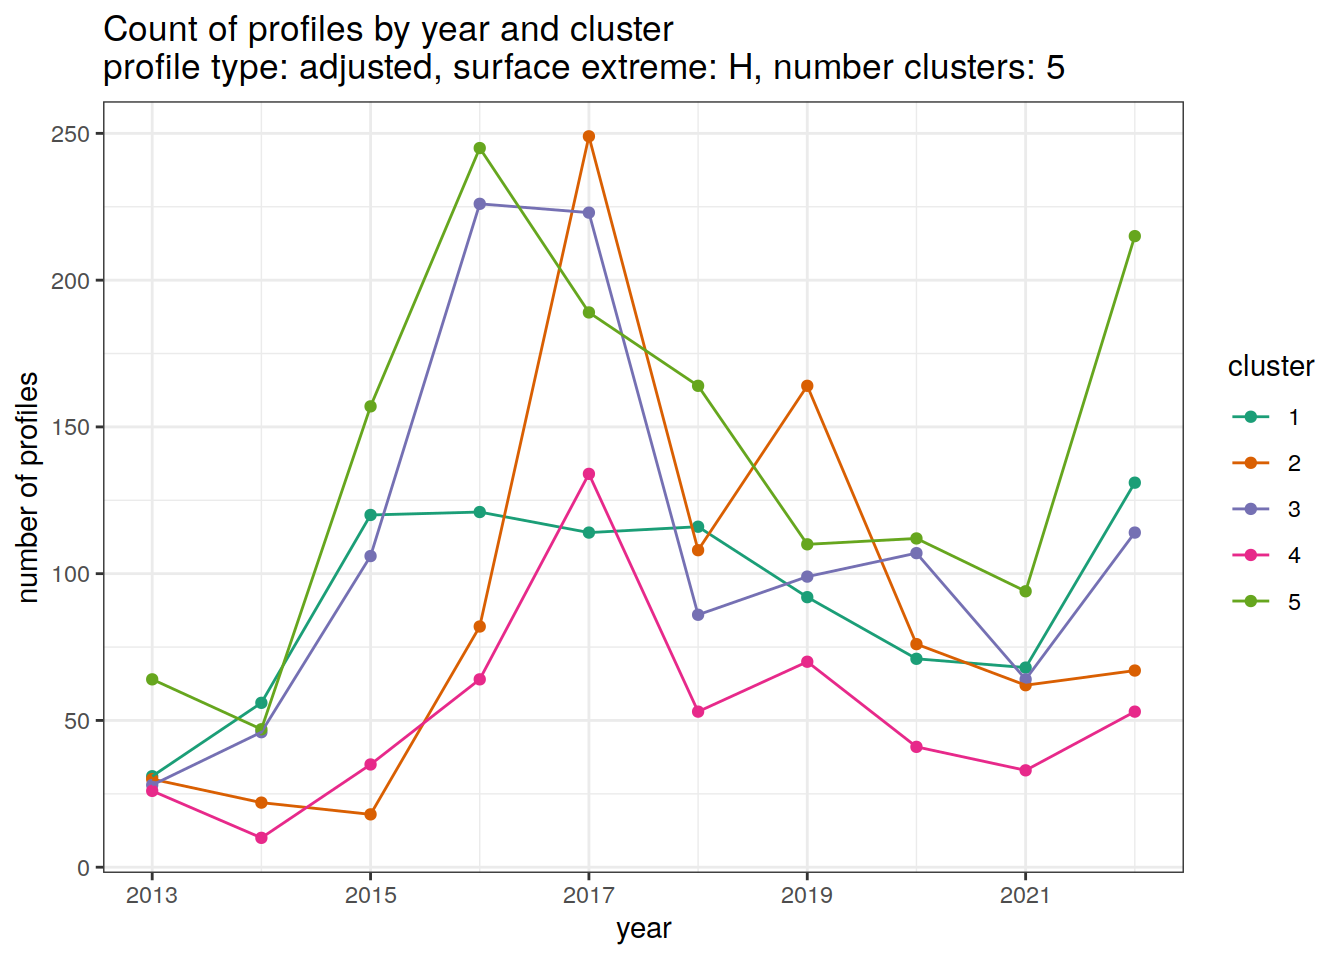 Count of profiles by year and cluster
profile type: adjusted, surface extreme: H, number clusters: 5
250
200
150
100
50
0
number of profiles
2013 2015 2017 2019 2021
year
cluster
1
2
3
4
5